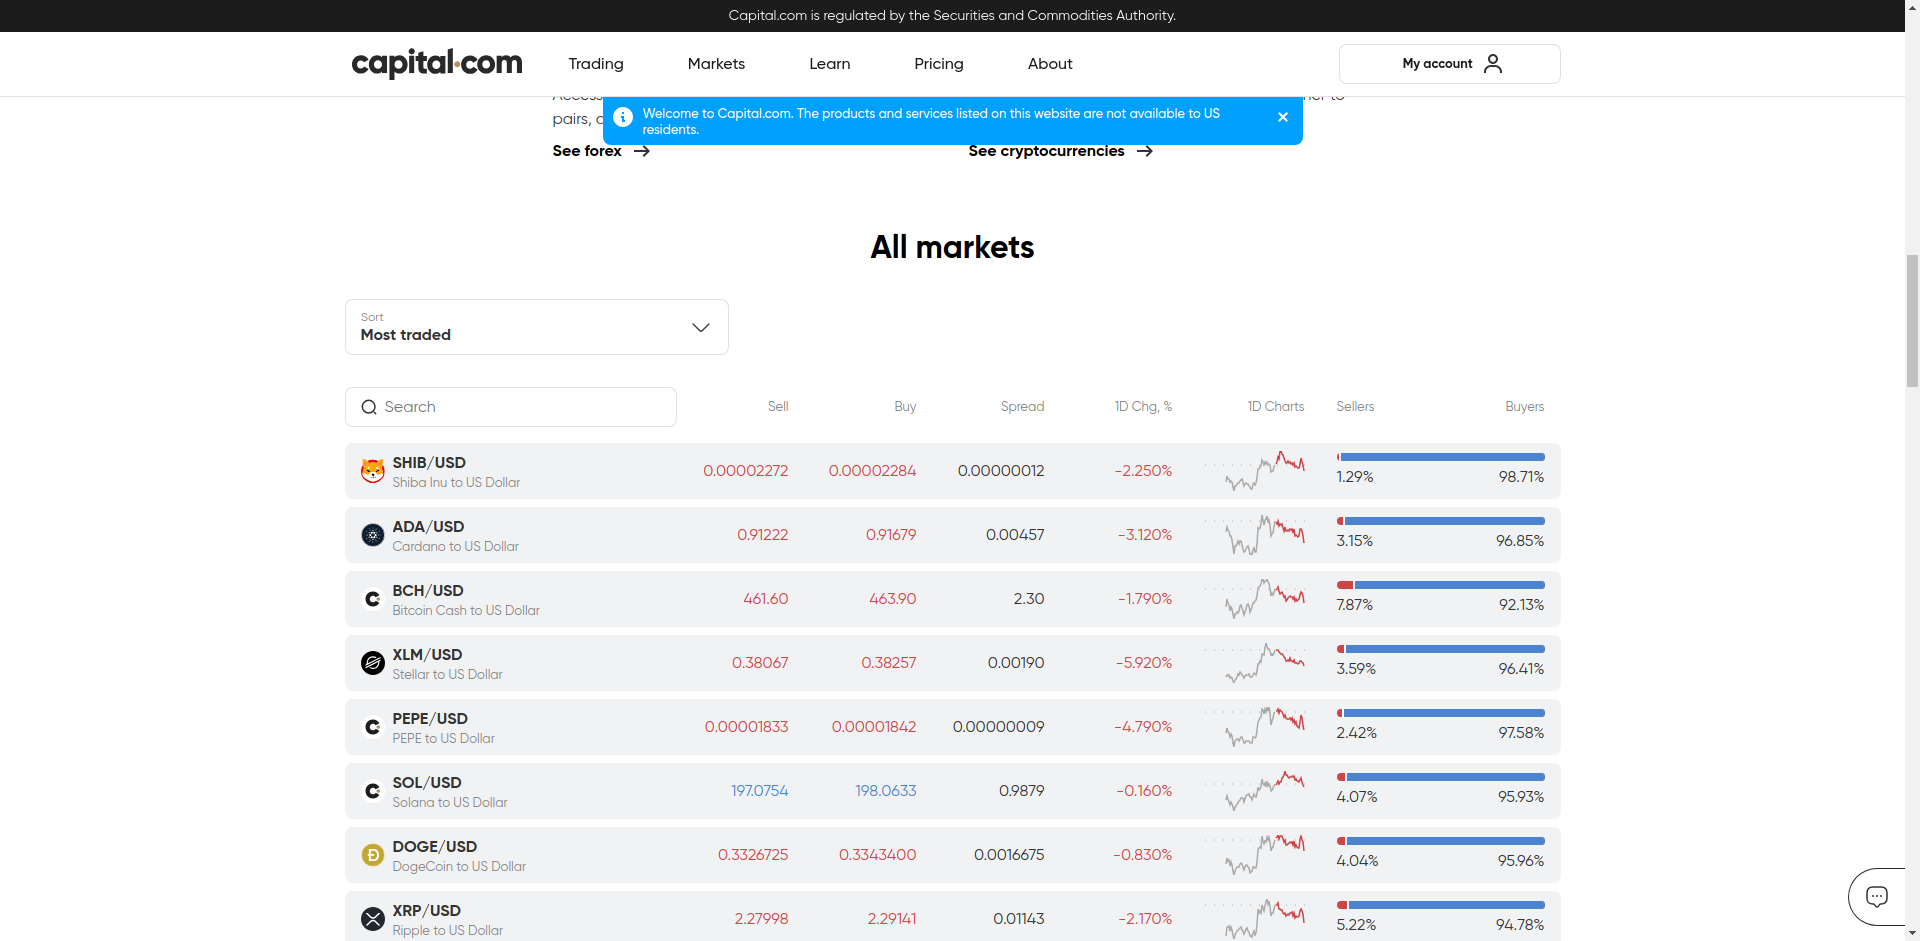 Capital.com is regulated by the Securities and Commodities Authority.
capital.com
Trading
Markets
Learn
Pricing
About
My account
Welcome to Capital.com. The products and services listed on this website are not available to US
residents.
pairs,
See forex
See cryptocurrencies
All markets
Sort
Most traded
Search
Sell
Buy
Spread
1D Chg, %
1D Charts
Sellers
Buyers
SHIB/USD
Shiba Inu to US Dollar
0.00002272
0.00002284
0.00000012
-2.250%
1.29%
98.71%
ADA/USD
Cardano to US Dollar
0.91222
0.91679
0.00457
-3.120%
3.15%
96.85%
BCH/USD
Bitcoin Cash to US Dollar
461.60
463.90
2.30
-1.790%
7.87%
92.13%
XLM/USD
Stellar to US Dollar
0.38067
0.38257
0.00190
-5.920%
3.59%
96.41%
PEPE/USD
PEPE to US Dollar
0.00001833
0.00001842
0.00000009
-4.790%
2.42%
97.58%
SOL/USD
Solana to US Dollar
197.0754
198.0633
0.9879
-0.160%
4.07%
95.93%
DOGE/USD
DogeCoin to US Dollar
0.3326725
0.3343400
0.0016675
-0.830%
4.04%
95.96%
XRP/USD
Ripple to US Dollar
2.27998
2.29141
0.01143
-2.170%
5.22%
94.78%